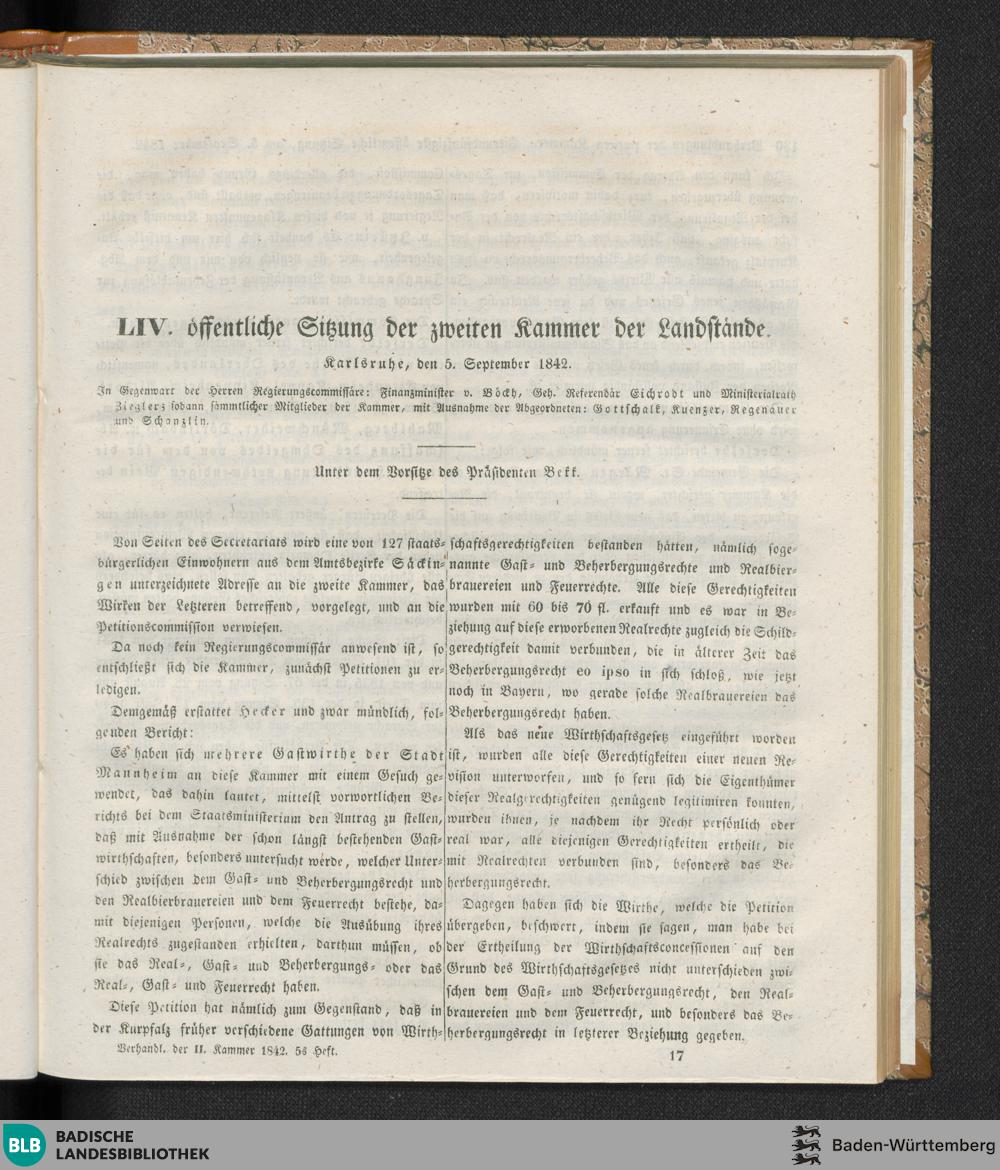 LIV. öffentliche Sitzung der zweiten Kammer der Landstände.
Karlsruhe, den 5. September 1842.
In Gegenwart der Herren Regierungscommissäre: Finanzminister v. Böckh, Geh. Referendär Eichrodt und Ministerialrath
Ziegler; sodann sämmtlicher Mitglieder der Kammer, mit Ausnahme der Abgeordneten: Gottschalk, Kuenzer, Regenauer
und Schanzlin.
Unter dem Vorsitze des Präsidenten Bekk.
Von Seiten des Secretariats wird eine von 127 staats-
bürgerlichen Einwohnern aus dem Amtsbezirke Säckin-
gen unterzeichnete Adresse an die zweite Kammer, das
Wirken der Letzteren betreffend, vorgelegt, und an die
Petitionscommission verwiesen.
Da noch kein Regierungscommissär anwesend ist, so
entschließt sich die Kammer, zunächst Petitionen zu er-
ledigen.
Demgemäß erstattet Hecker und zwar mündlich, fol-
genden Bericht:
Es haben sich mehrere Gastwirthe der Stadt
Mannheim an diese Kammer mit einem Gesuch ge-
wendet, das dahin lautet, mittelst vorwortlichen Be-
richts bei dem Staatsministerium den Antrag zu stellen,
daß mit Ausnahme der schon längst bestehenden Gast-
wirthschaften, besonders untersucht werde, welcher Unter-
schied zwischen dem Gast- und Beherbergungsrecht und
den Realbierbrauereien und dem Feuerrecht bestehe, da-
mit diejenigen Personen, welche die Ausübung ihres
Realrechts zugestanden erhielten, darthun müssen, ob
sie das Real-, Gast- und Beherbergungs- oder das
Real-, Gast- und Feuerrecht haben.
Diese Petition hat nämlich zum Gegenstand, daß in
der Kurpfalz früher verschiedene Gattungen von Wirth-
schaftsgerechtigkeiten bestanden hätten, nämlich soge-
nannte Gast- und Beherbergungsrechte und Realbier-
brauereien und Feuerrechte. Alle diese Gerechtigkeiten
wurden mit 60 bis 70 fl. erkauft und es war in Be-
ziehung auf diese erworbenen Realrechte zugleich die Schild-
gerechtigkeit damit verbunden, die in älterer Zeit das
Beherbergungsrecht eo ipso in sich schloß, wie jetzt
noch in Bayern, wo gerade solche Realbrauereien das
Beherbergungsrecht haben.
Als das neue Wirthschaftsgesetz eingeführt worden
ist, wurden alle diese Gerechtigkeiten einer neuen Re-
vision unterworfen, und so fern sich die Eigenthümer
dieser Realgerechtigkeiten genügend legitimiren konnten,
wurden ihnen, je nachdem ihr Recht persönlich oder
real war, alle diejenigen Gerechtigkeiten ertheilt, die
mit Realrechten verbunden sind, besonders das Be-
herbergungsrecht.
Dagegen haben sich die Wirthe, welche die Petition
übergeben, beschwert, indem sie sagen, man habe bei
der Ertheilung der Wirthschaftsconcessionen auf den
Grund des Wirthschaftsgesetzes nicht unterschieden zwi-
schen dem Gast- und Beherbergungsrecht, den Real-
brauereien und dem Feuerrecht, und besonders das Be-
herbergungsrecht in letzterer Beziehung gegeben.
Verhandl. der II. Kammer 1842. 5s Heft.
17
BLB
BADISCHE
LANDESBIBLIOTHEK
Baden-Württemberg